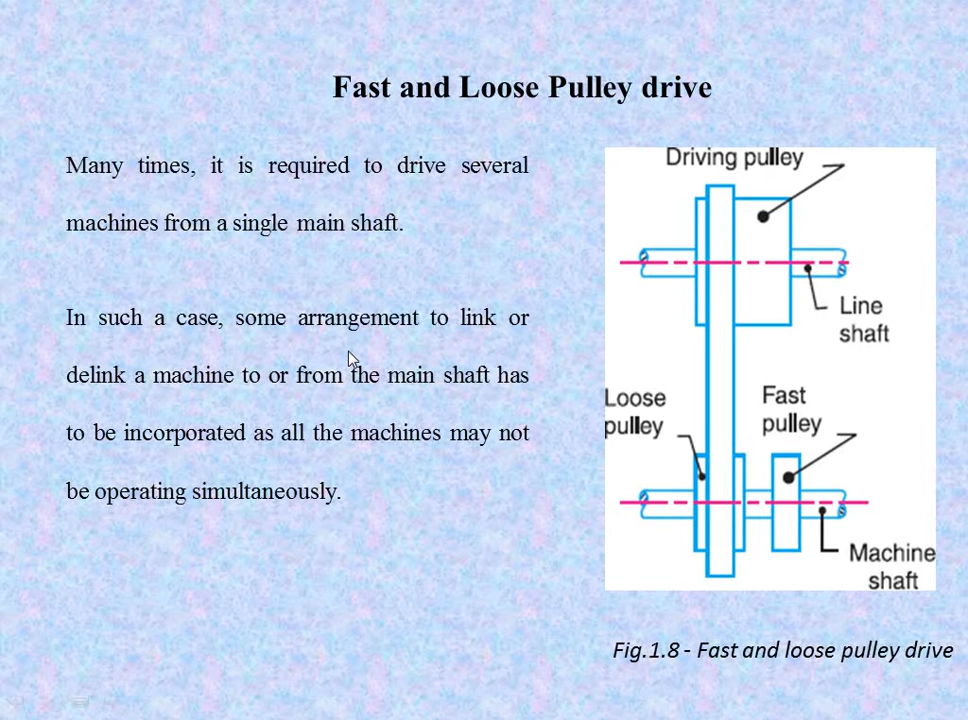 Fast and Loose Pulley drive
Many times, it is required to drive several
machines from a single main shaft.
In such a case, some arrangement to link or
delink a machine to or from the main shaft has
to be incorporated as all the machines may not
be operating simultaneously.
Driving pulley
Line
shaft
Loose
pulley
Fast
pulley
Machine
shaft
Fig.1.8 - Fast and loose pulley drive